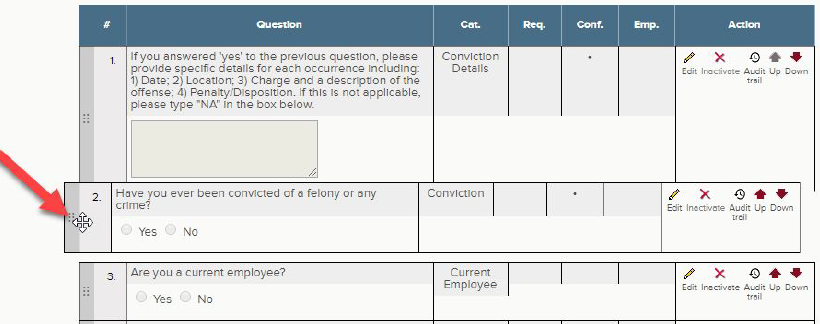 # Question Cat. Req. Conf. Emp. Action
1. If you answered 'yes' to the previous question, please Conviction
provide specific details for each occurrence including: Details
1) Date; 2) Location; 3) Charge and a description of the Edit Inactivate Audit Up Down
offense; 4) Penalty/Disposition. If this is not applicable, trail
please type "NA" in the box below.
2. Have you ever been convicted of a felony or any Conviction
crime? Edit Inactivate Audit Up Down
trail
Yes No
3. Are you a current employee? Current
Employee Edit Inactivate Audit Up Down
trail
Yes No